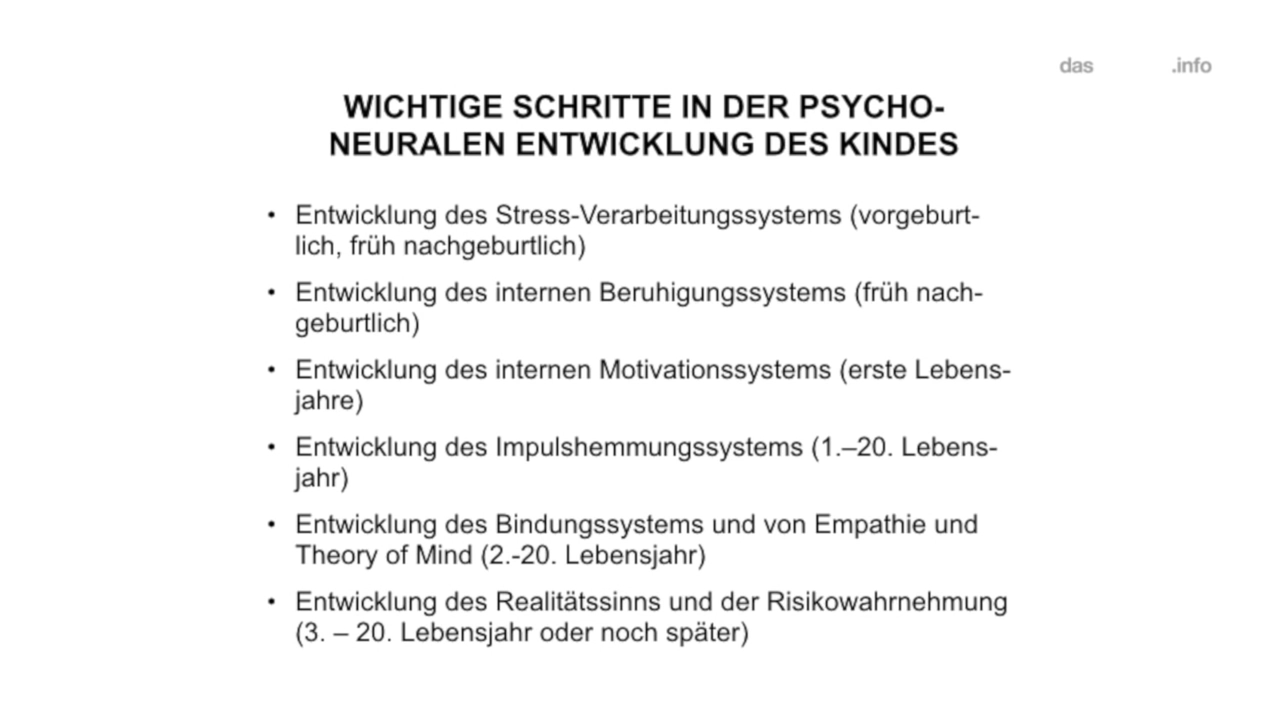 das .info
WICHTIGE SCHRITTE IN DER PSYCHO-
NEURALEN ENTWICKLUNG DES KINDES
• Entwicklung des Stress-Verarbeitungssystems (vorgeburt-
lich, früh nachgeburtlich)
• Entwicklung des internen Beruhigungssystems (früh nach-
geburtlich)
• Entwicklung des internen Motivationssystems (erste Lebens-
jahre)
• Entwicklung des Impulshemmungssystems (1.–20. Lebens-
jahr)
• Entwicklung des Bindungssystems und von Empathie und
Theory of Mind (2.-20. Lebensjahr)
• Entwicklung des Realitätssinns und der Risikowahrnehmung
(3. – 20. Lebensjahr oder noch später)